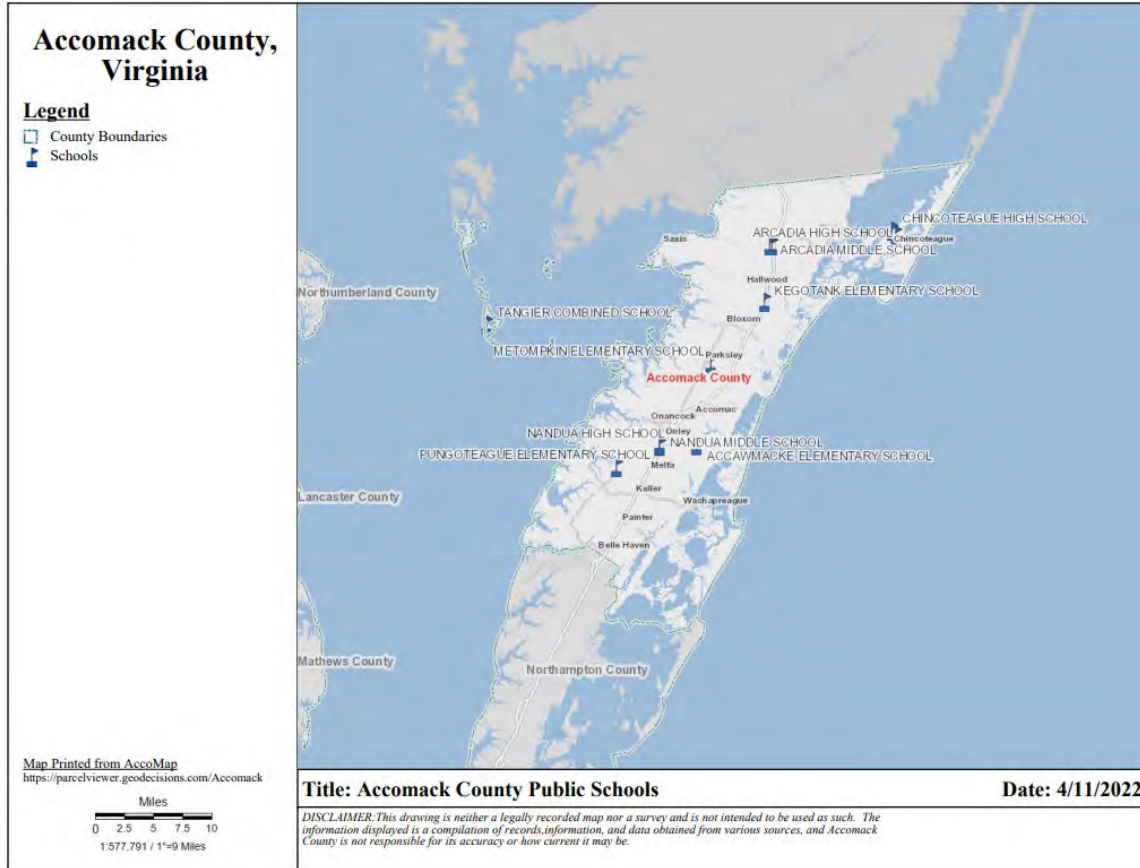 Accomack County,
Virginia
Legend
County Boundaries
Schools
Map Printed from AccoMap
https://parcelviewer.geodecisions.com/Accomack
Miles
0 2.5 5 7.5 10
1:577,791 / 1"=9 Miles
CHINCOTEAGUE HIGH SCHOOL
ARCADIA HIGH SCHOOL
Chincoteague
Saxis
ARCADIA MIDDLE SCHOOL
Hallwood
Northumberland County
KEGOTANK ELEMENTARY SCHOOL
TANGIER COMBINED SCHOOL
Bloxom
METOMPKIN ELEMENTARY SCHOOL
Parksley
Accomack County
Accomac
Onancock
Onley
NANDUA HIGH SCHOOL
NANDUA MIDDLE SCHOOL
PUNGOTEAGUE ELEMENTARY SCHOOL
ACCAWMACKE ELEMENTARY SCHOOL
Melfa
Keller
Lancaster County
Wachapreague
Painter
Belle Haven
Mathews County
Northampton County
Title: Accomack County Public Schools
Date: 4/11/2022
DISCLAIMER:This drawing is neither a legally recorded map nor a survey and is not intended to be used as such. The
information displayed is a compilation of records,information, and data obtained from various sources, and Accomack
County is not responsible for its accuracy or how current it may be.